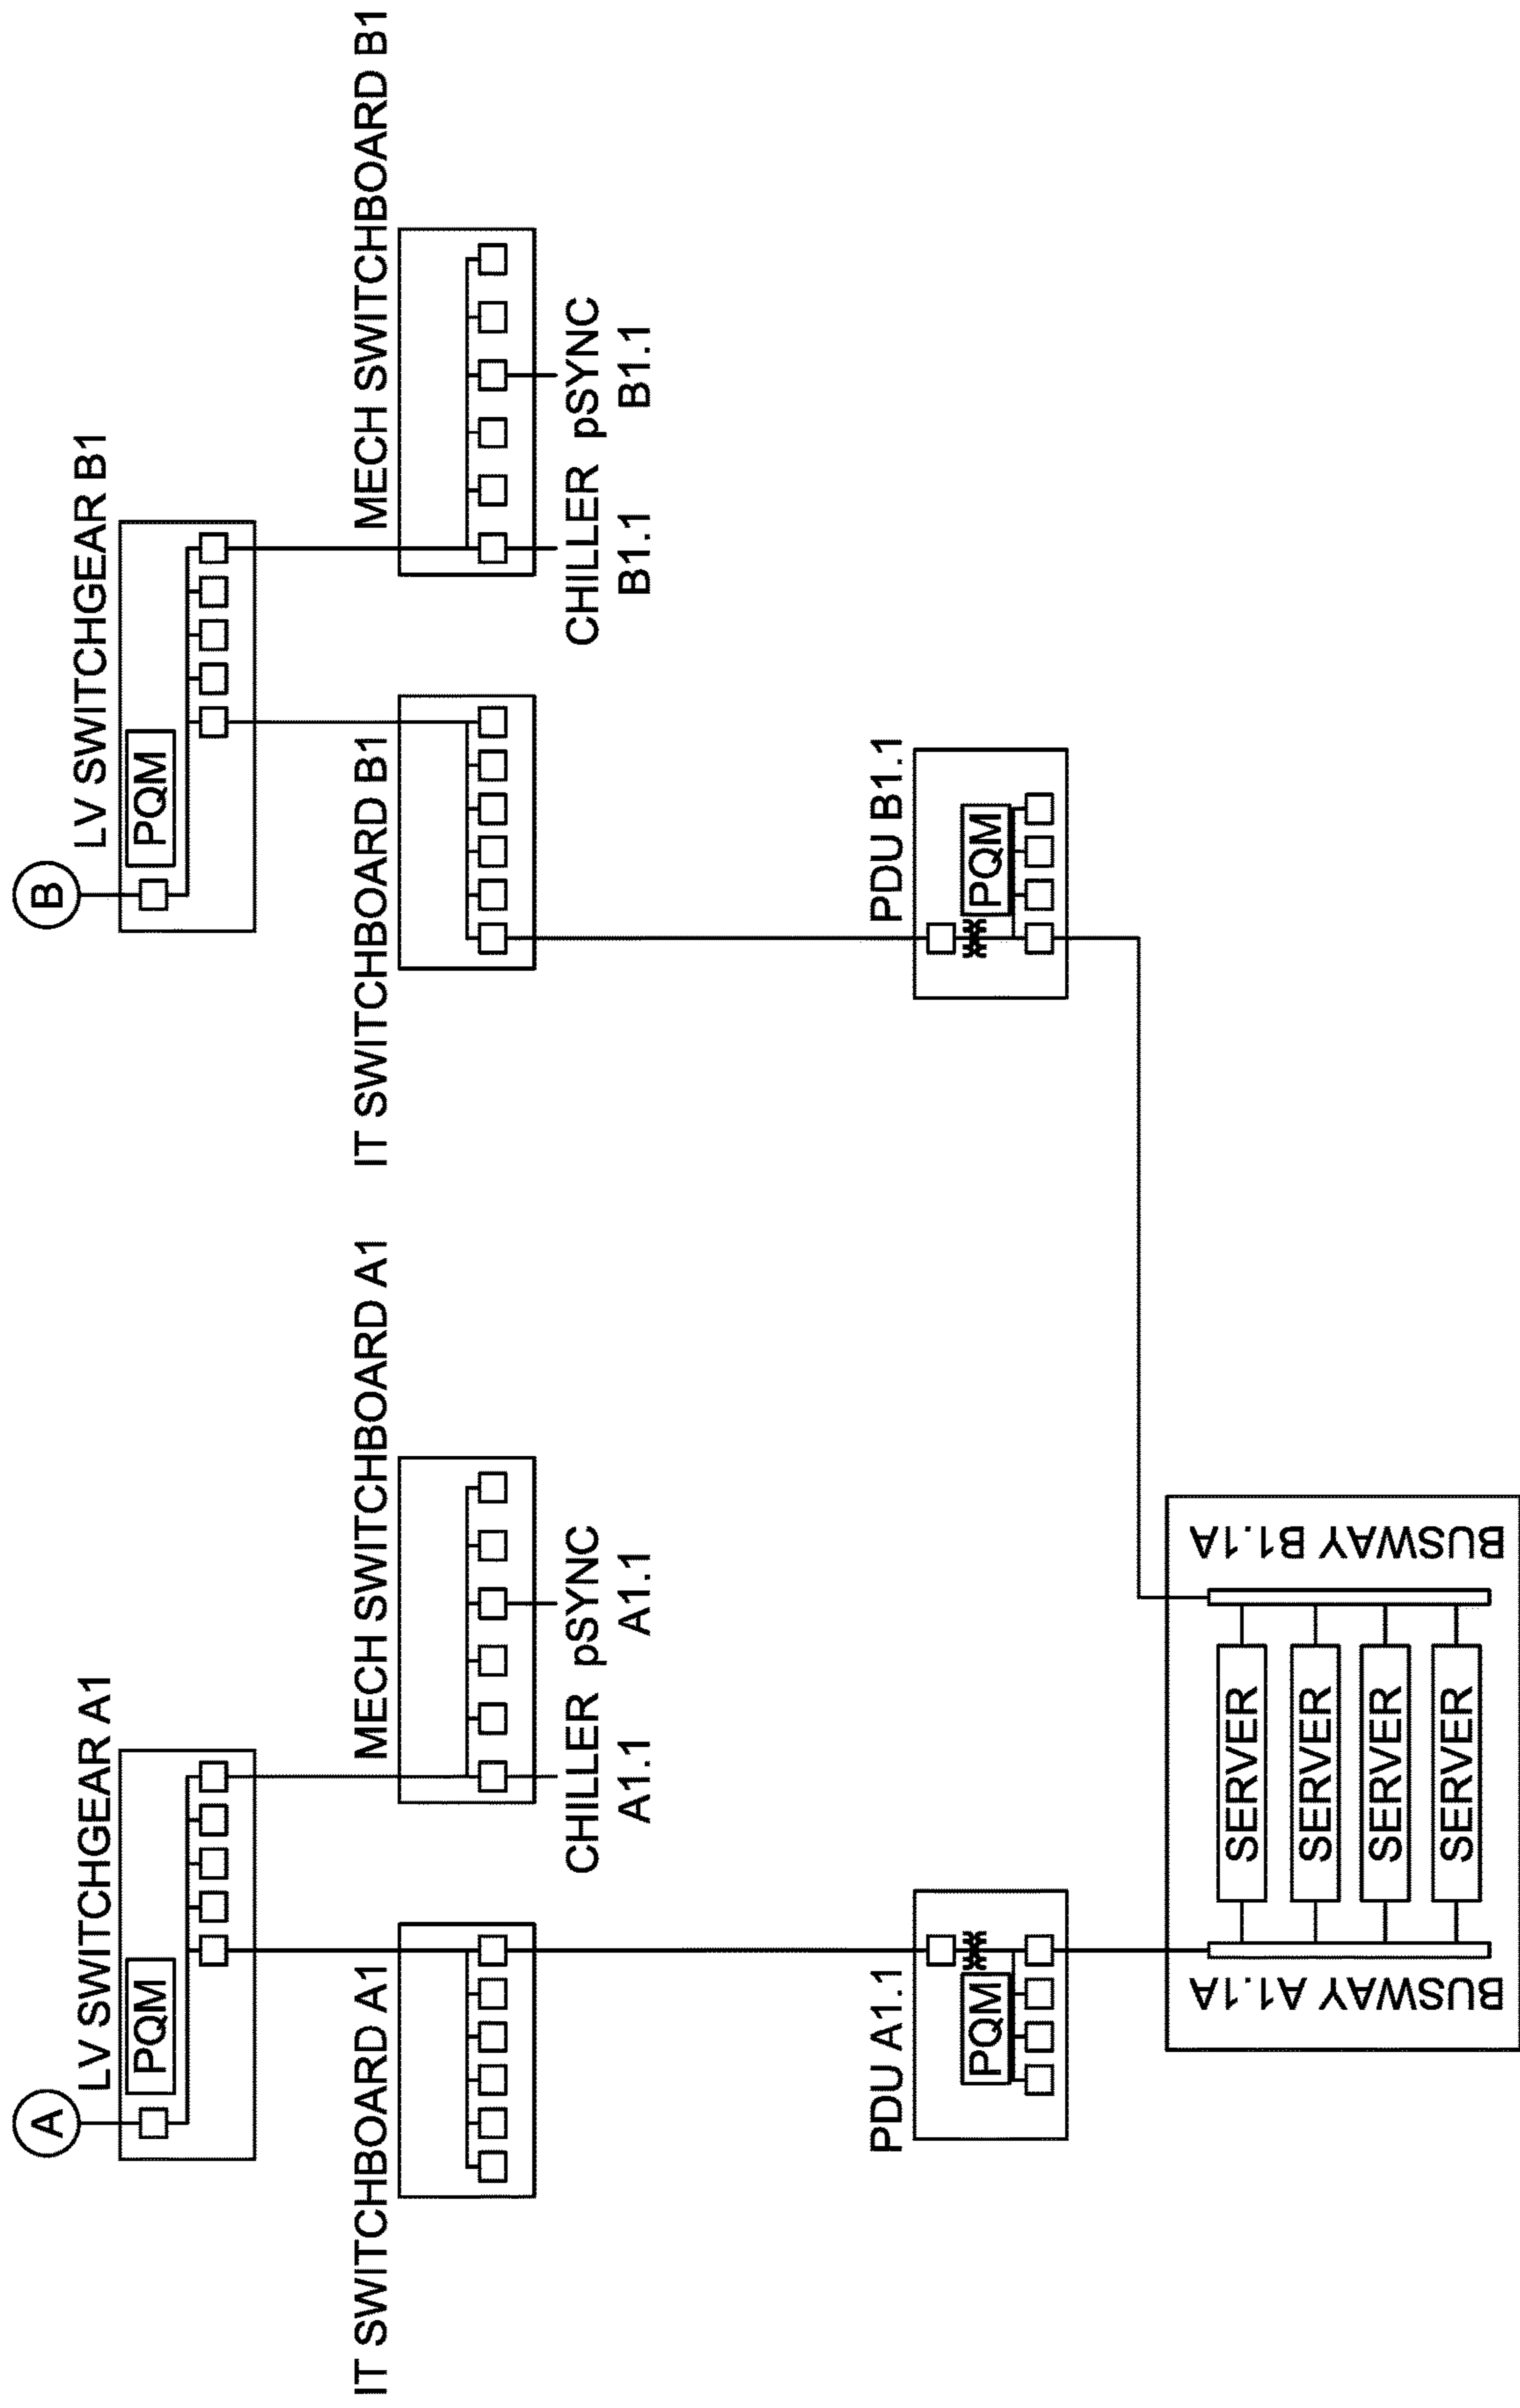 A
LV SWITCHGEAR A1
PQM
B
LV SWITCHGEAR B1
PQM
IT SWITCHBOARD A1
MECH SWITCHBOARD A1
IT SWITCHBOARD B1
MECH SWITCHBOARD B1
CHILLER
A1.1
pSYNC
A1.1
CHILLER
B1.1
pSYNC
B1.1
PDU A1.1
PQM
PDU B1.1
PQM
BUSWAY A1.1A
SERVER
SERVER
SERVER
SERVER
BUSWAY B1.1A